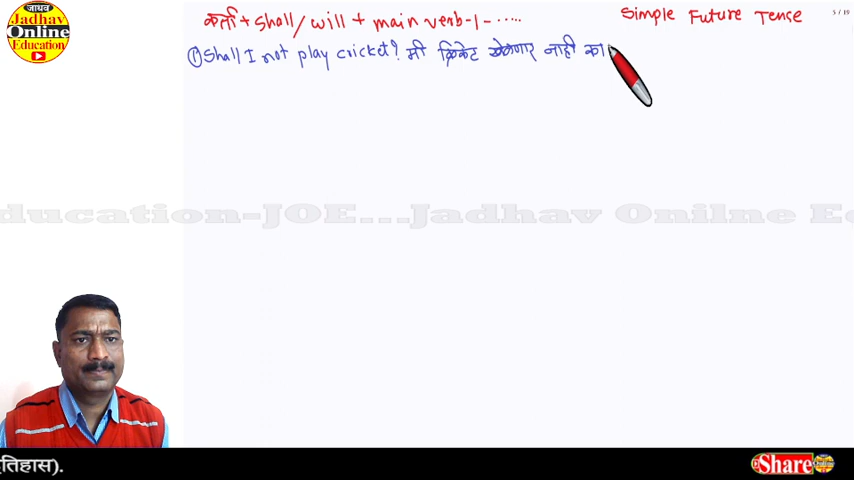 जाधव
Jadhav
Online
Education
कर्ता + shall / will + main verb-1 - .....
Simple Future Tense
5 / 19
① Shall I not play cricket? मी क्रिकेट खेळणार नाही का
ducation-JOE...Jadhav Onilne E
तिहास).
Share